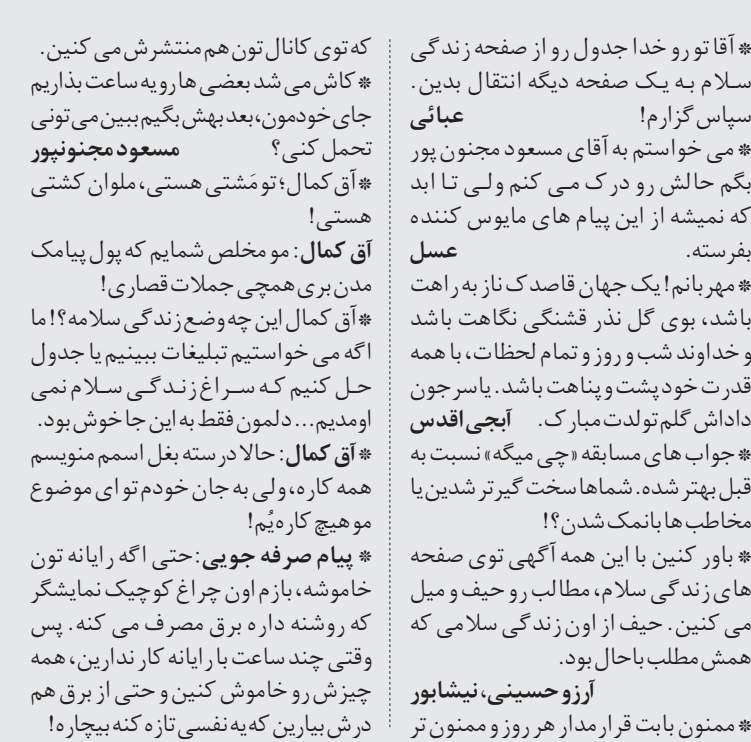 * آقا تو رو خدا جدول رو از صفحه زندگی
سلام به یک صفحه دیگه انتقال بدین.
سپاس گزارم! عبائی
* می خواستم به آقای مسعود مجنون پور
بگم حالش رو درک می کنم ولی تا ابد
که نمیشه از این پیام های مایوس کننده
بفرسته. عسل
* مهربانم! یک جهان قاصدک ناز به راهت
باشد، بوی گل نذر قشنگی نگاهت باشد
و خداوند شب و روز و تمام لحظات، با همه
قدرت خود پشت و پناهت باشد. یاسر جون
داداش گلم تولدت مبارک. آبجی اقدس
* جواب های مسابقه «چی میگه» نسبت به
قبل بهتر شده. شماها سخت گیرتر شدین یا
مخاطب ها بانمک شدن؟!
* باور کنین با این همه آگهی توی صفحه
های زندگی سلام، مطالب رو حیف و میل
می کنین. حیف از اون زندگی سلامی که
همش مطلب باحال بود.
آرزو حسینی، نیشابور
* ممنون بابت قرار مدار هر روز و ممنون تر
که توی کانال تون هم منتشرش می کنین.
* کاش می شد بعضی ها رو یه ساعت بذاریم
جای خودمون، بعد بهش بگیم ببین می تونی
تحمل کنی؟ مسعود مجنونپور
* آق کمال؛ تو مَشتی هستی، ملوان کشتی
هستی!
آق کمال: مو مخلص شمایم که پول پیامک
مدن بری همچی جملات قصاری!
* آق کمال این چه وضع زندگی سلامه؟! ما
اگه می خواستیم تبلیغات ببینیم یا جدول
حل کنیم که سراغ زندگی سلام نمی
اومدیم... دلمون فقط به این جا خوش بود.
* آق کمال: حالا درسته بغل اسمم منویسم
همه کاره، ولی به جان خودم تو ای موضوع
مو هیچ کاره یُم!
* پیام صرفه جویی: حتی اگه رایانه تون
خاموشه، بازم اون چراغ کوچیک نمایشگر
که روشنه داره برق مصرف می کنه. پس
وقتی چند ساعت با رایانه کار ندارین، همه
چیزش رو خاموش کنین و حتی از برق هم
درش بیارین که یه نفسی تازه کنه بیچاره!